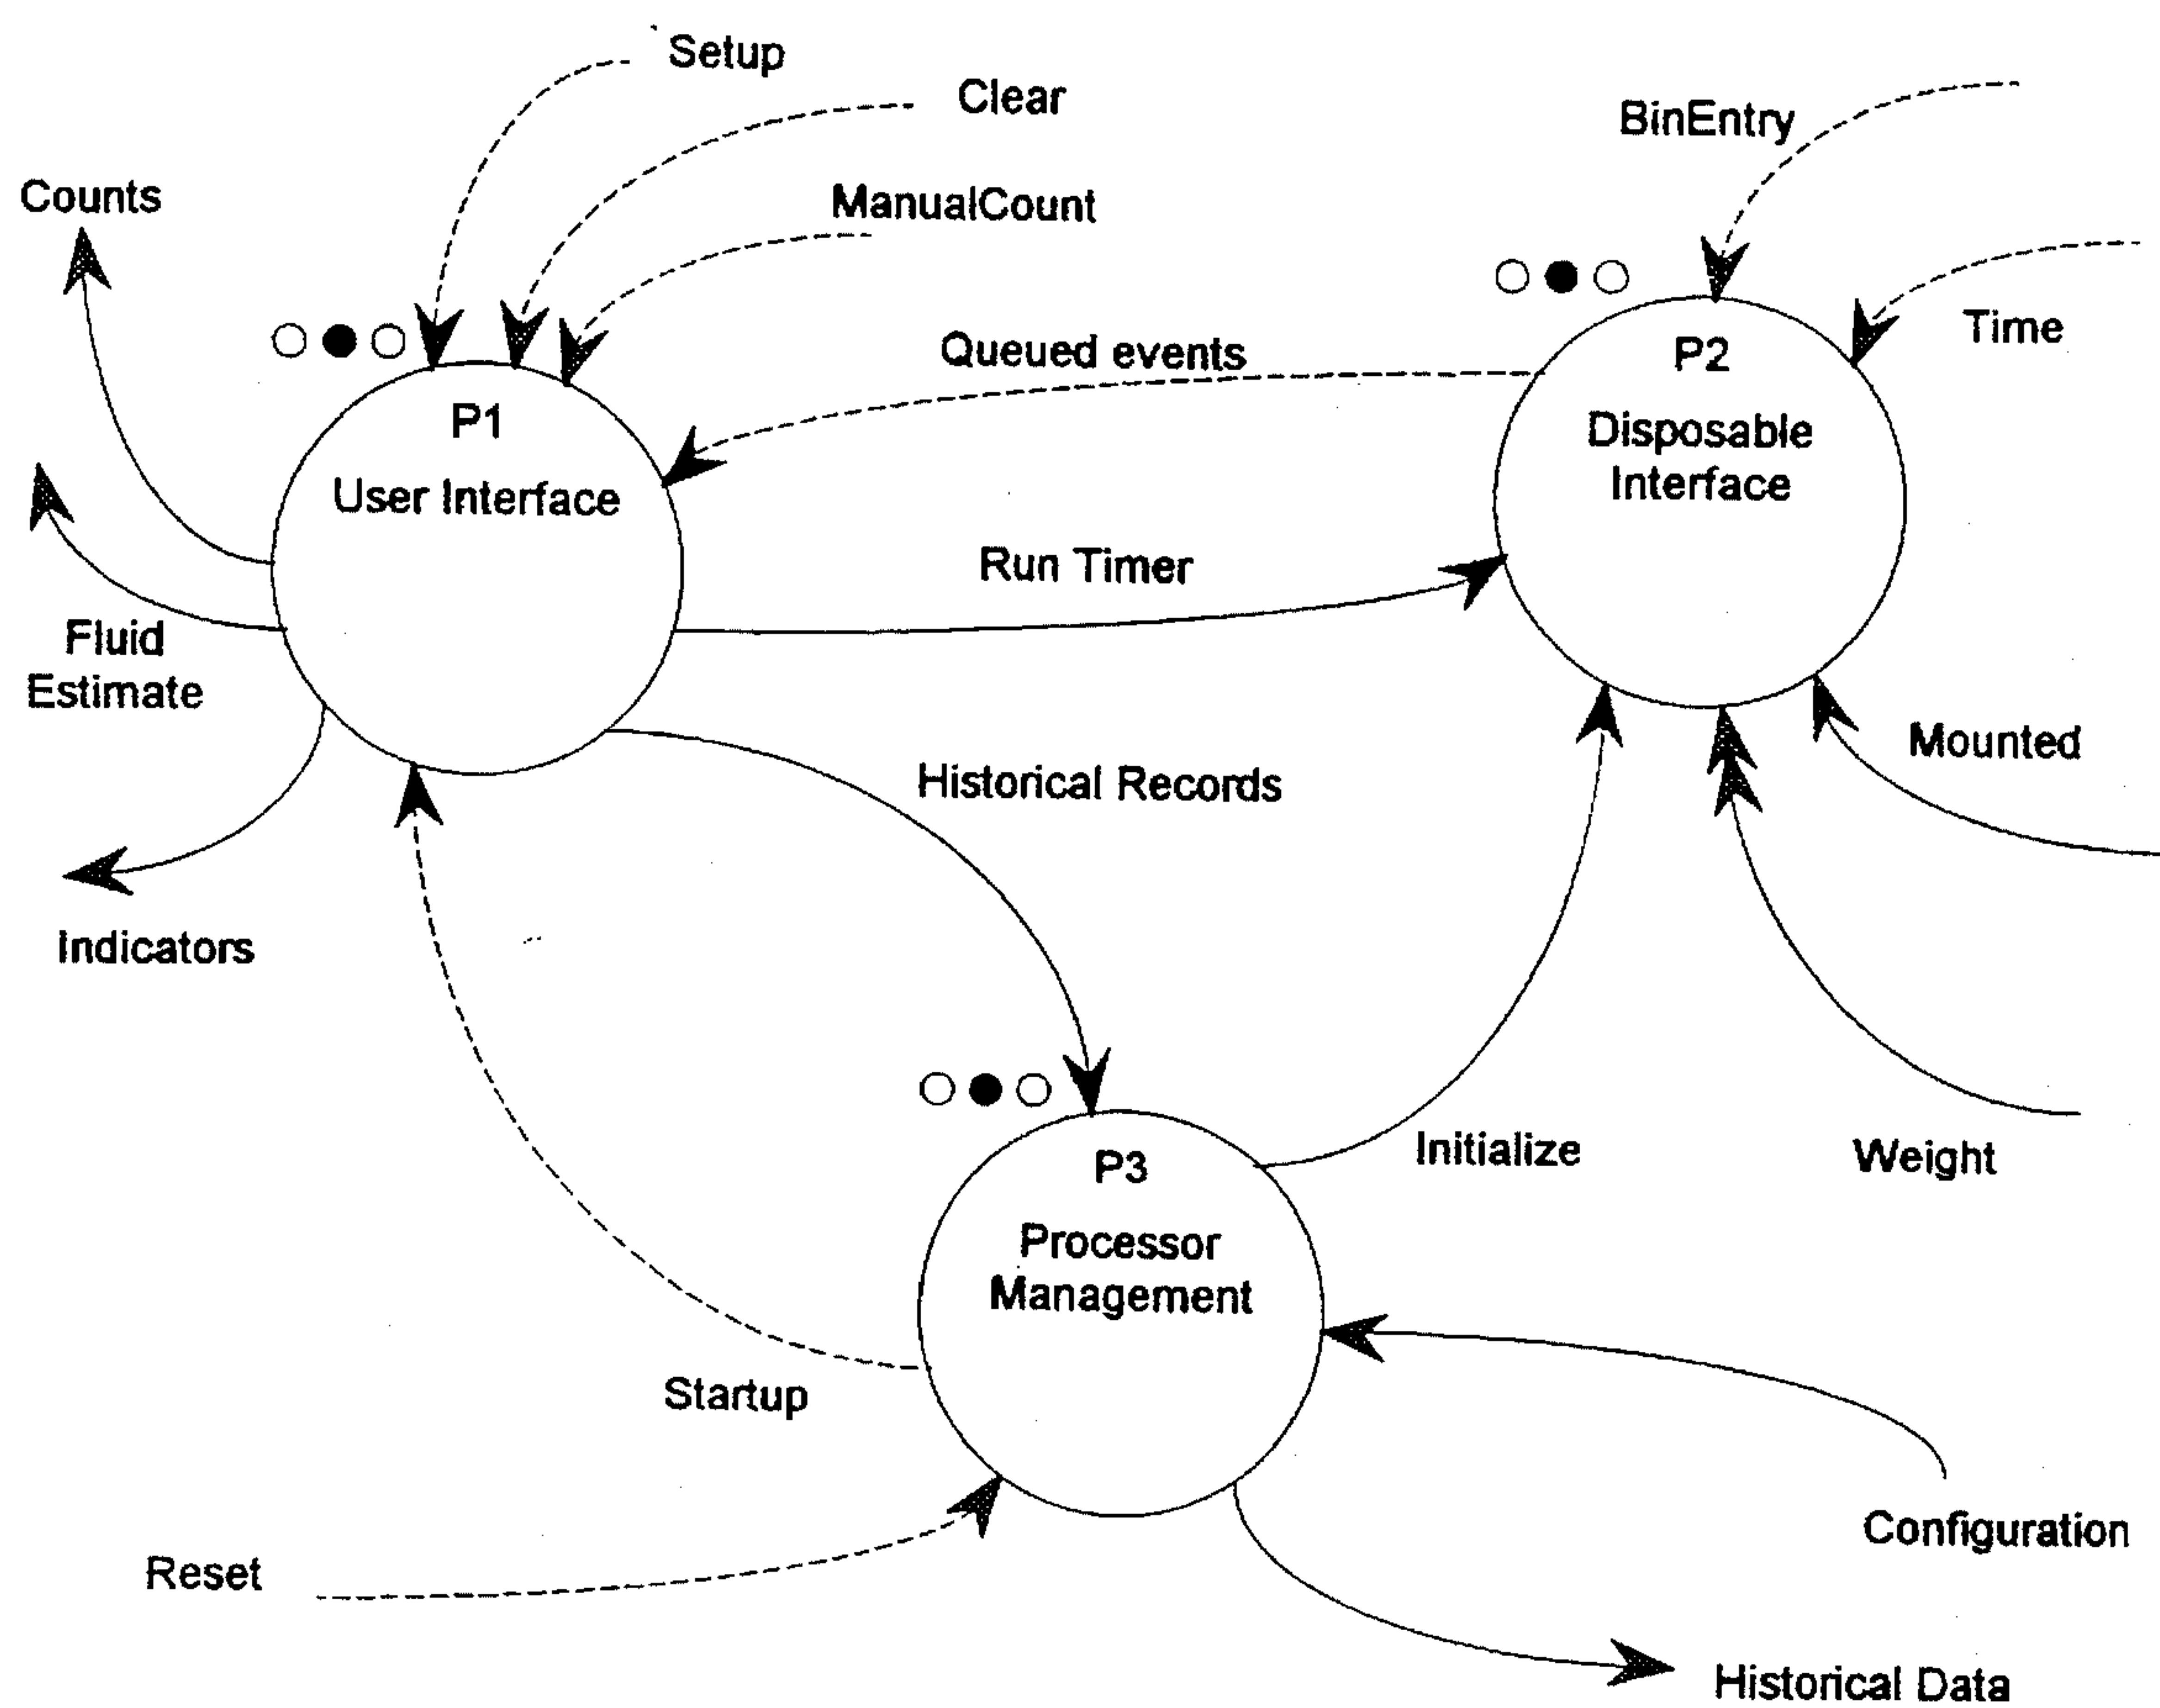 Setup
Clear
BinEntry
Counts
ManualCount
Time
Queued events
P1
User Interface
P2
Disposable
Interface
Run Timer
Fluid
Estimate
Historical Records
Mounted
Indicators
Initialize
Weight
P3
Processor
Management
Startup
Configuration
Reset
Historical Data